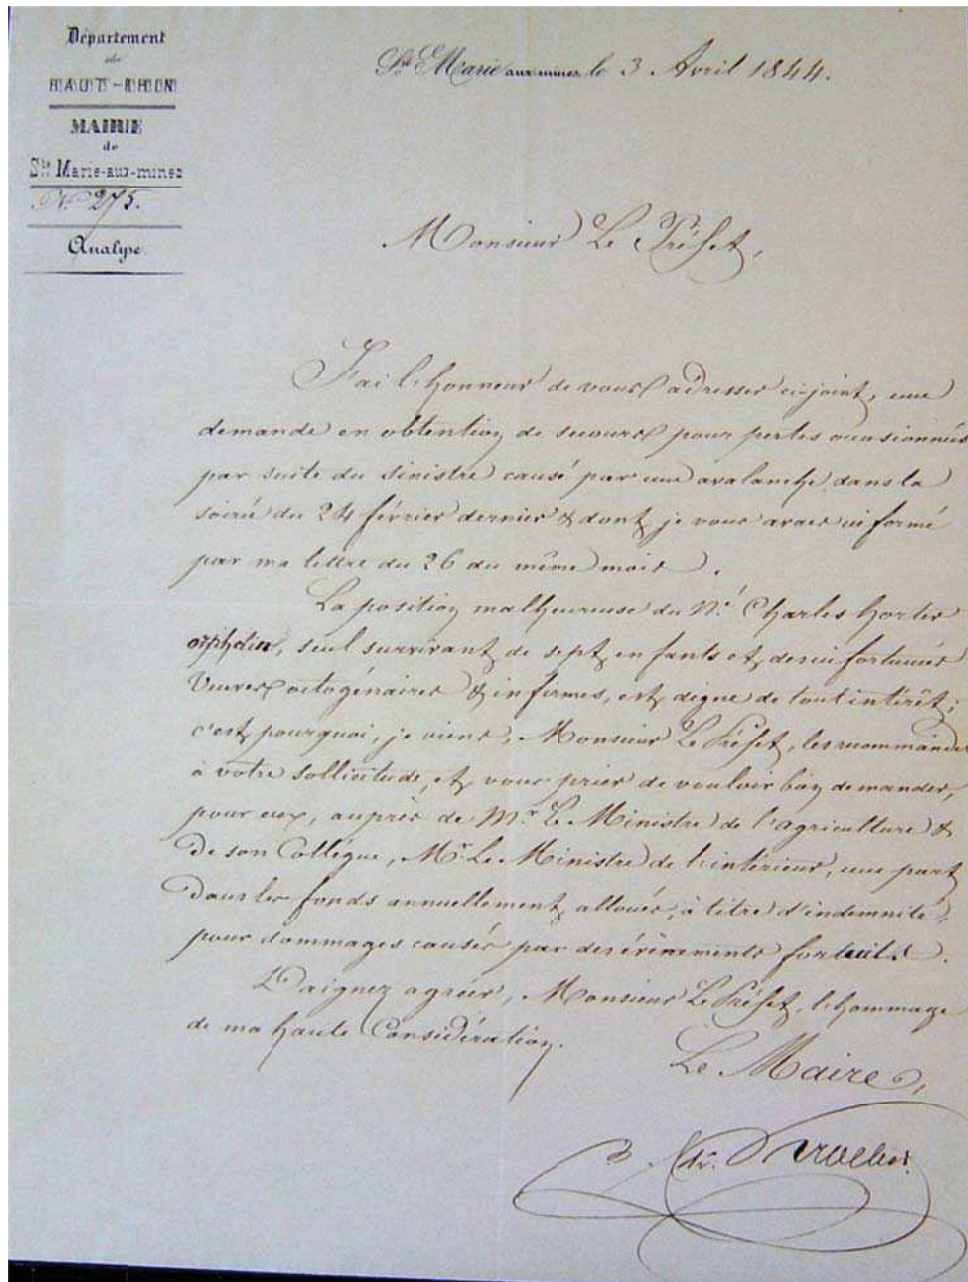 Département
de
HAUT-RHIN
MAIRIE
de
Ste Marie-aux-mines
No 275.
Analyse
Ste Marie aux mines le 3 Avril 1844.
Monsieur Le Préfet,
J'ai l'honneur de vous adresser ci-joint, une
demande en obtention de secours pour pertes occasionnées
par suite du sinistre causé par une avalanche dans la
soirée du 24 février dernier & dont je vous avais informé
par ma lettre du 26 du même mois.
La position malheureuse du N.é Charles
orphelin, seul survivant de sept enfants et des infortunées
Veuves octogénaires & infirmes, est digne de tout intérêt;
c'est pourquoi, je viens, Monsieur Le Préfet, les recommander
à votre sollicitude, et vous prier de vouloir bien demander,
pour eux, auprès de Mr. Le Ministre de l'agriculture &
de son Collègue, Mr. Le Ministre de l'intérieur, une part
dans les fonds annuellement alloués, à titre d'indemnité,
pour dommages causés par des évènements fortuits.
Daignez agréer, Monsieur Le Préfet, l'hommage
de ma haute Considération.
Le Maire,